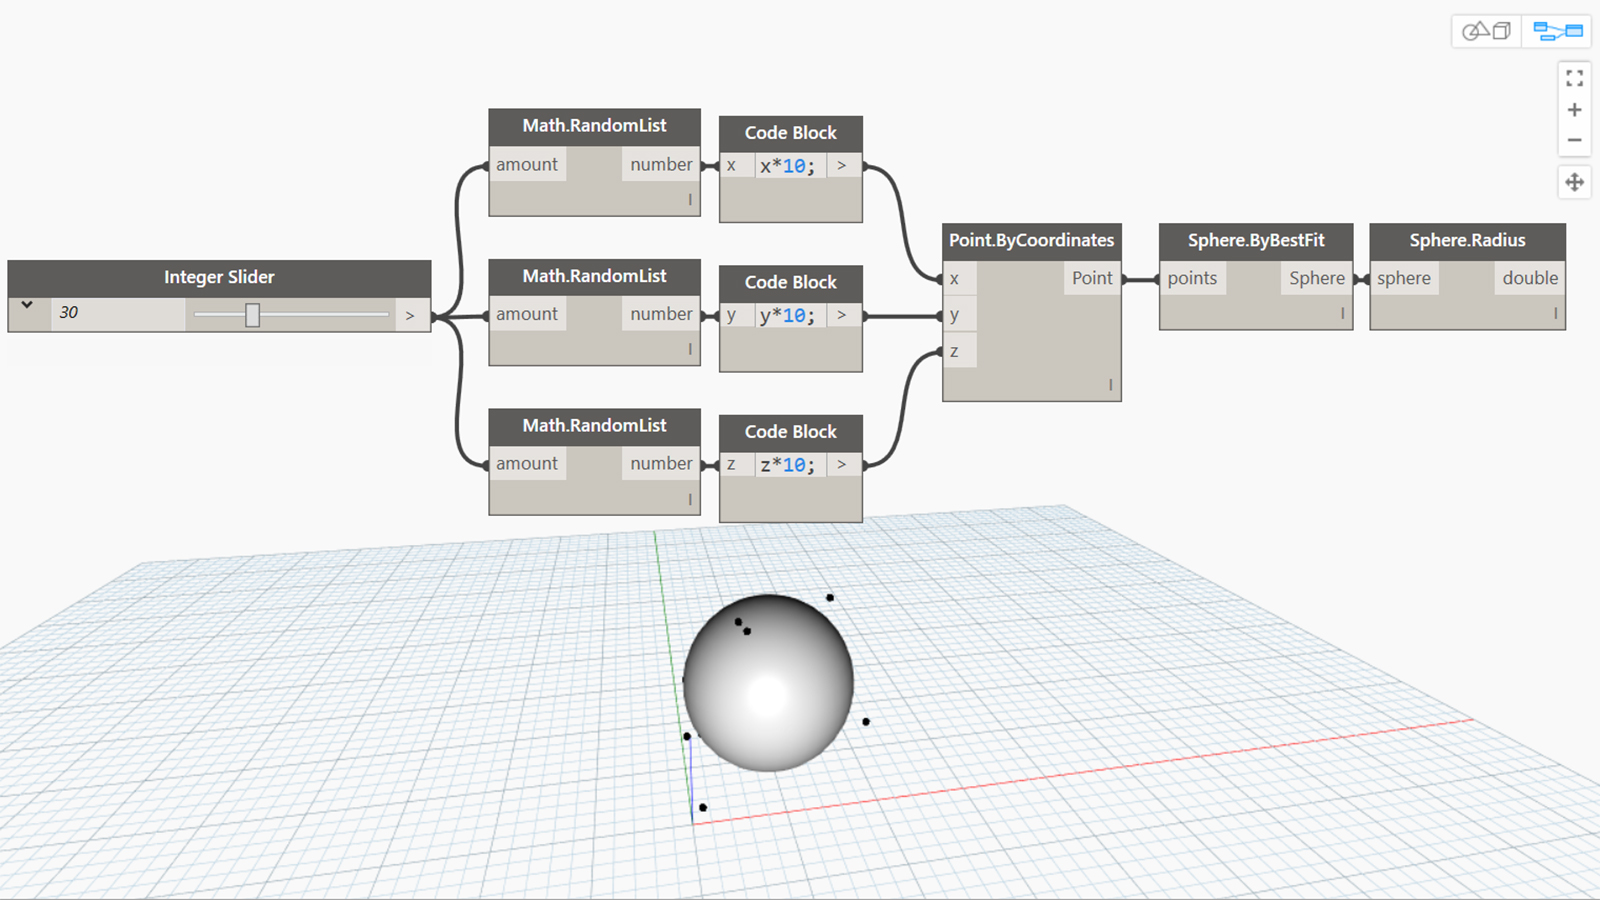 Math.RandomList
amount number
l
Code Block
x x*10; >
Integer Slider
30 >
Math.RandomList
amount number
l
Code Block
y y*10; >
Math.RandomList
amount number
l
Code Block
z z*10; >
Point.ByCoordinates
x Point
y
z
l
Sphere.ByBestFit
points Sphere
l
Sphere.Radius
sphere double
l